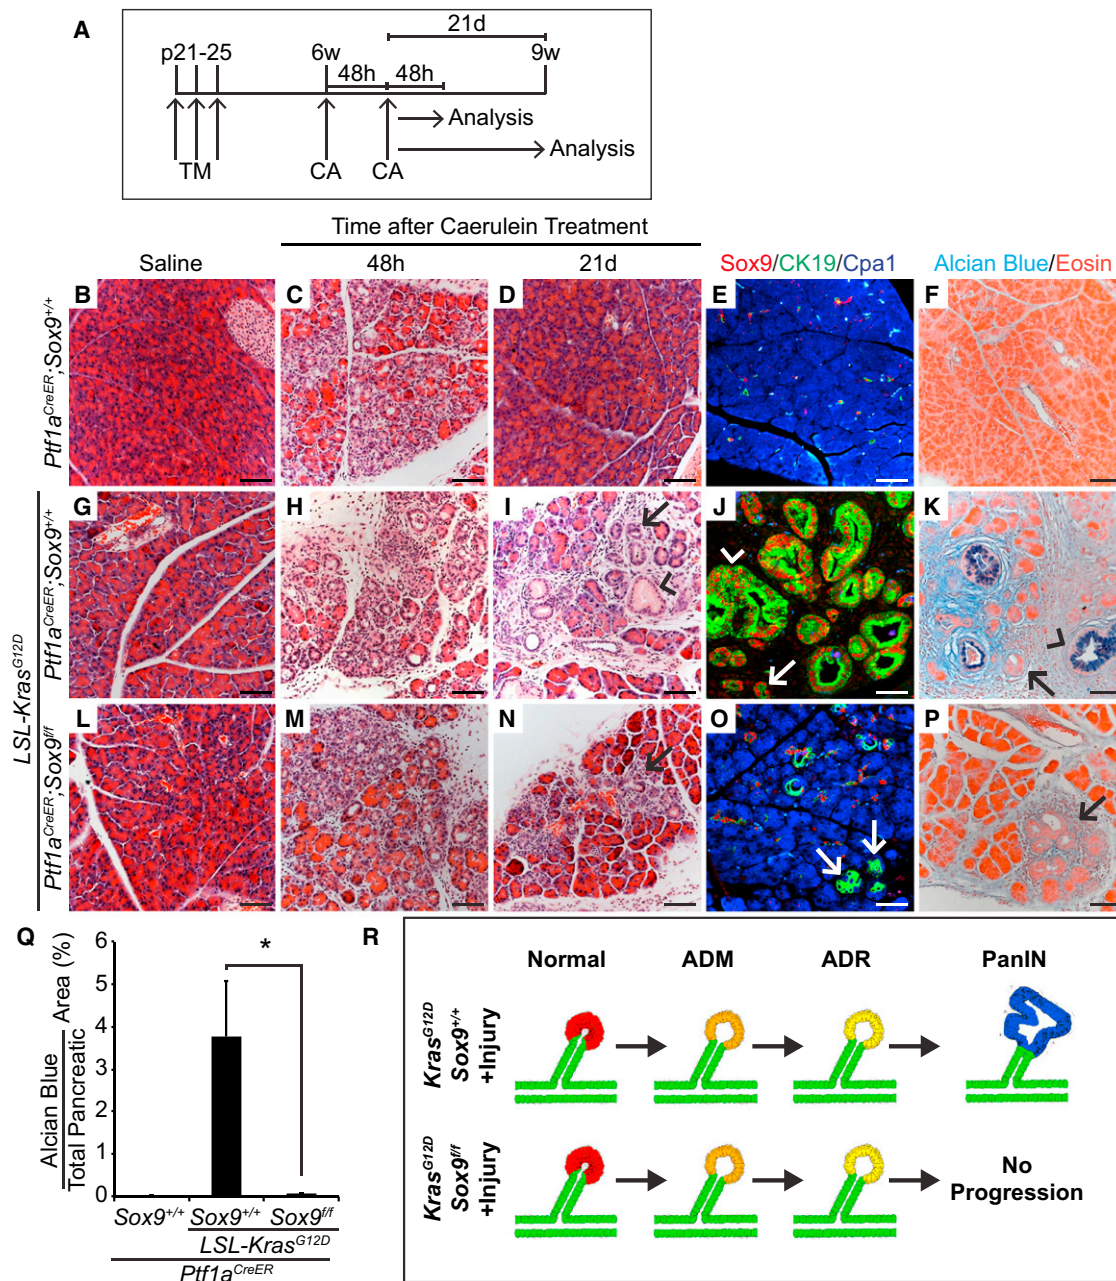 A
21d
p21-25
6w
9w
48h
48h
Analysis
Analysis
TM
CA
CA
Time after Caerulein Treatment
Saline
48h
21d
Sox9/CK19/Cpa1
Alcian Blue/Eosin
Ptf1a^CreER;Sox9^+/+
B
C
D
E
F
LSL-Kras^G12D
Ptf1a^CreER;Sox9^+/+
G
H
I
J
K
Ptf1a^CreER;Sox9^f/f
L
M
N
O
P
Q
Alcian Blue
Total Pancreatic
Area (%)
6
5
4
3
2
1
0
*
Sox9^+/+
Sox9^+/+
Sox9^f/f
LSL-Kras^G12D
Ptf1a^CreER
R
Normal
ADM
ADR
PanIN
Kras^G12D
Sox9^+/+
+Injury
Kras^G12D
Sox9^f/f
+Injury
No
Progression